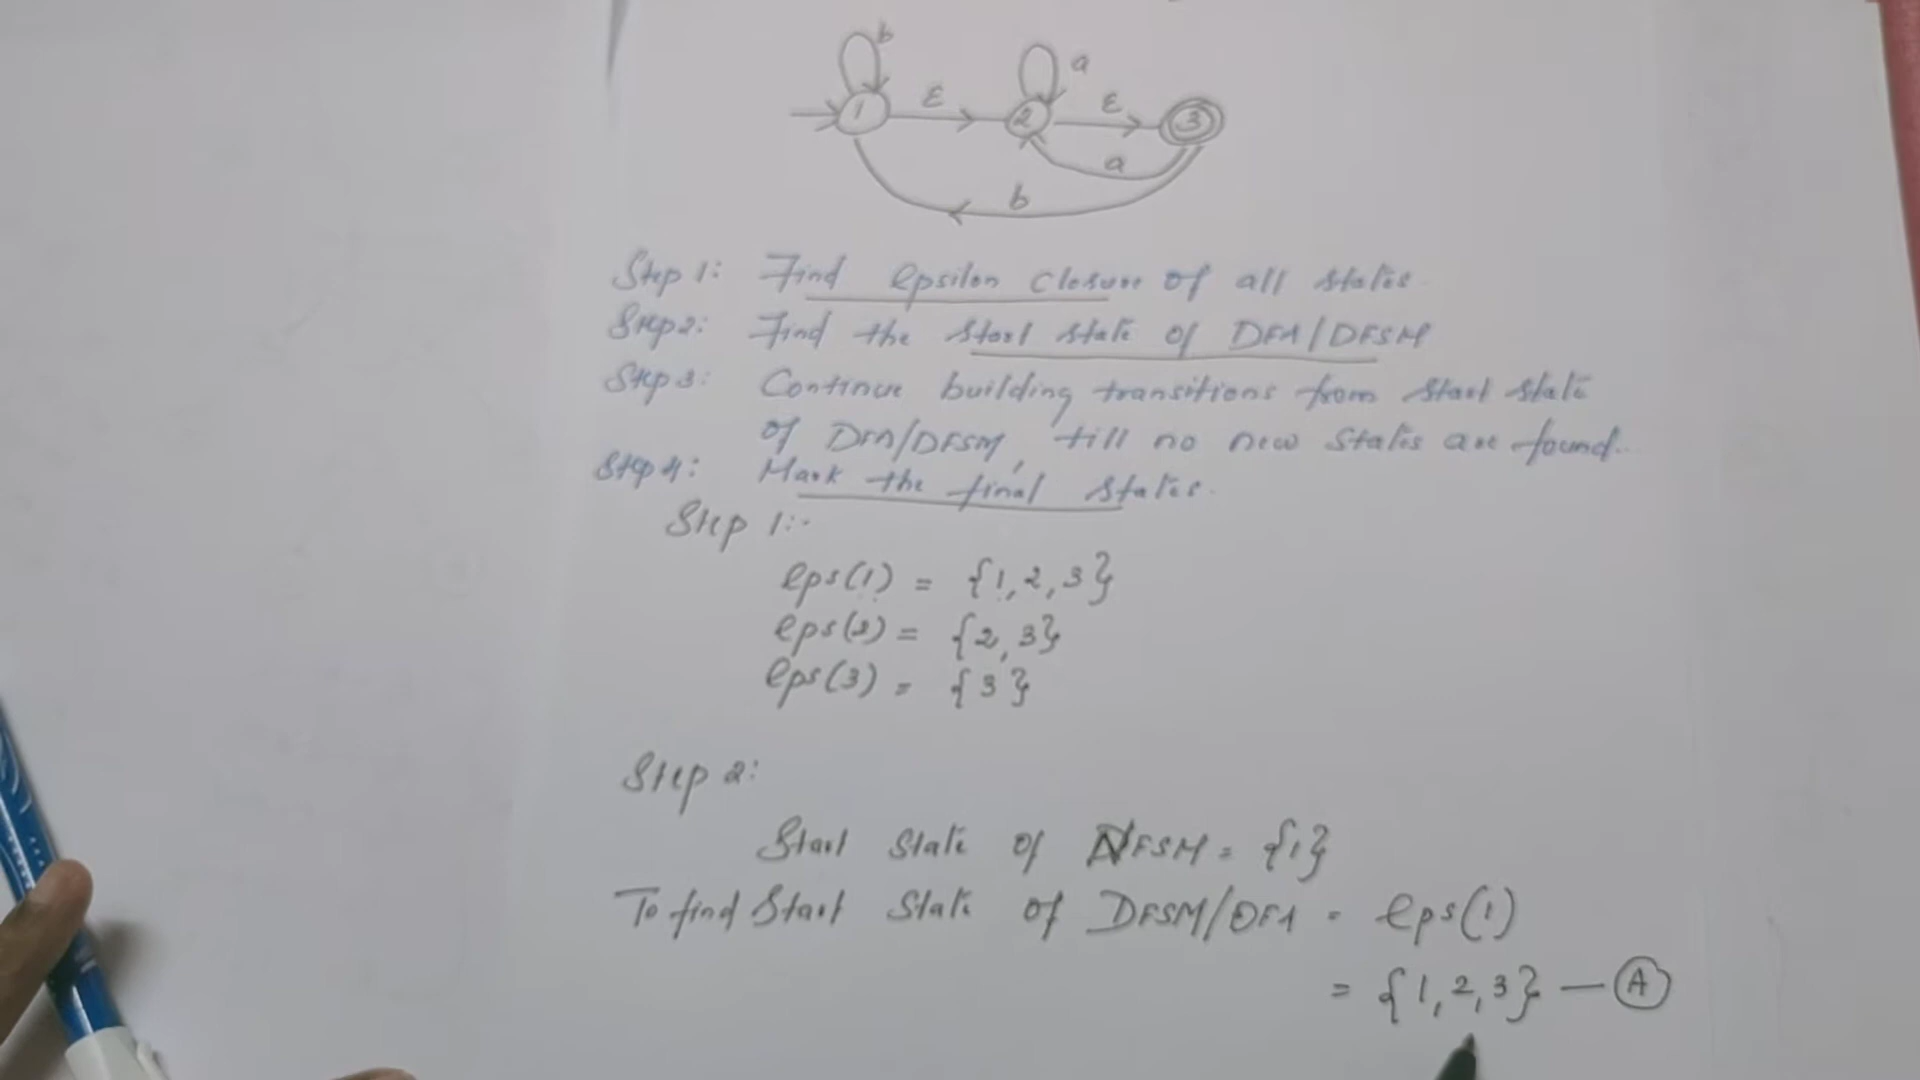 b a
ε ε
1 2 3
a
b
Step 1: Find epsilon closure of all states.
Step 2: Find the start state of DFA/DFSM
Step 3: Continue building transitions from start state
of DFA/DFSM, till no new states are found..
Step 4: Mark the final states.
Step 1:-
eps(1) = {1,2,3}
eps(2) = {2,3}
eps(3) = {3}
Step 2:
Start state of NFSM = {1}
To find start state of DFSM/DFA = eps(1)
= {1,2,3} — A